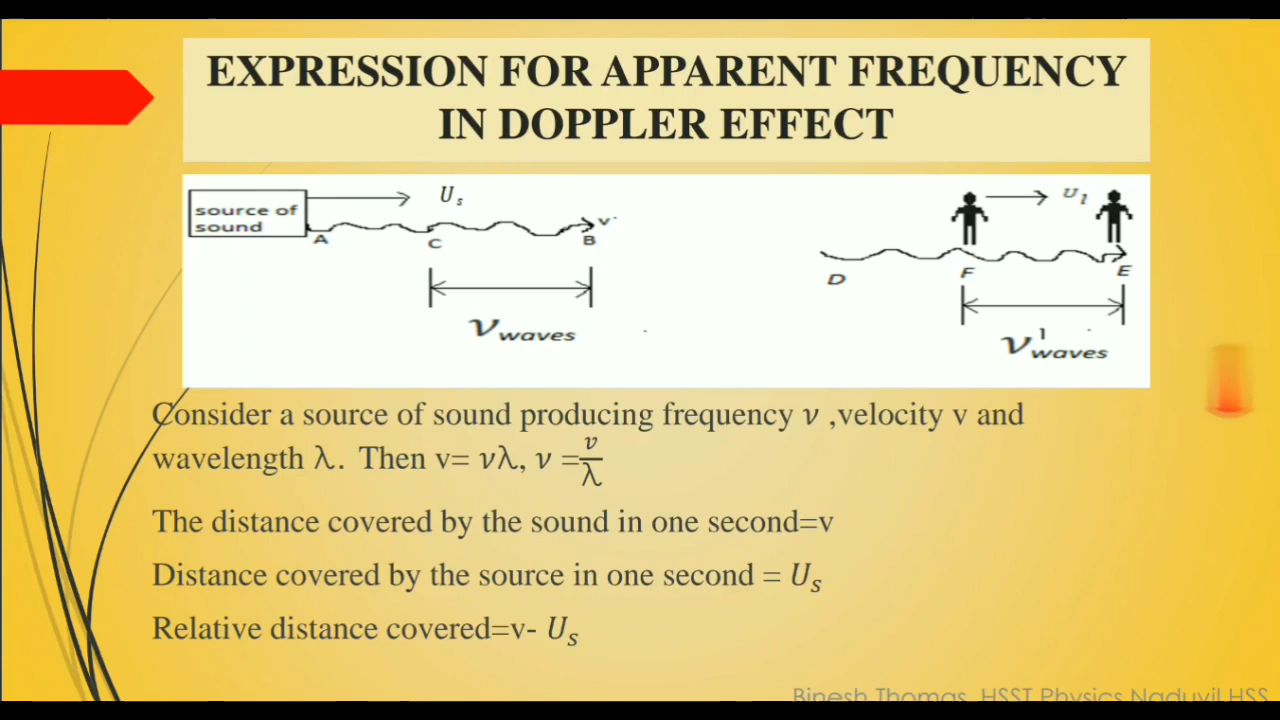 EXPRESSION FOR APPARENT FREQUENCY
IN DOPPLER EFFECT
source of
sound
U_s
A
C
B
v
ν waves
u_l
D
F
E
ν^l waves
Consider a source of sound producing frequency ν ,velocity v and
wavelength λ. Then v= νλ, ν =v/λ
The distance covered by the sound in one second=v
Distance covered by the source in one second = U_s
Relative distance covered=v- U_s
Binesh Thomas, HSST Physics Naduvil HSS